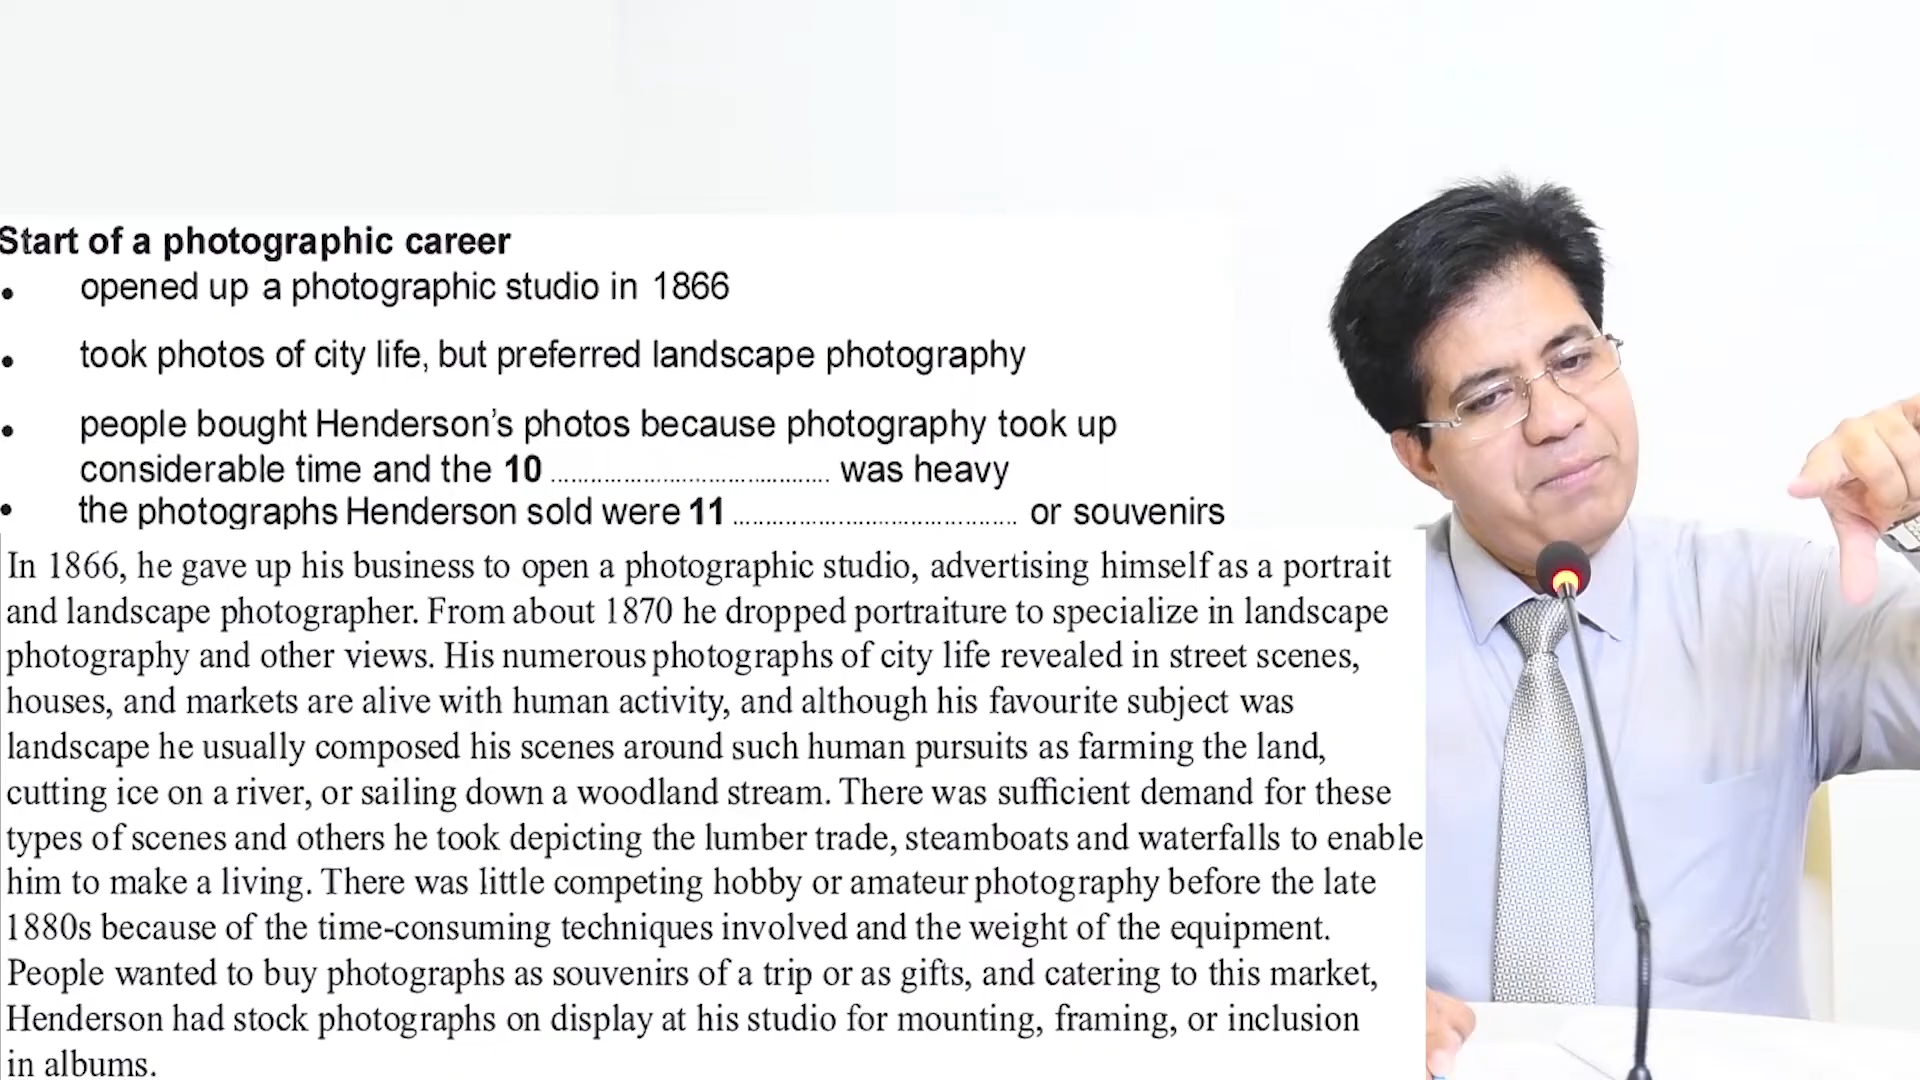 Start of a photographic career
• opened up a photographic studio in 1866
• took photos of city life, but preferred landscape photography
• people bought Henderson's photos because photography took up
considerable time and the 10 .......................................... was heavy
• the photographs Henderson sold were 11 .......................................... or souvenirs
In 1866, he gave up his business to open a photographic studio, advertising himself as a portrait
and landscape photographer. From about 1870 he dropped portraiture to specialize in landscape
photography and other views. His numerous photographs of city life revealed in street scenes,
houses, and markets are alive with human activity, and although his favourite subject was
landscape he usually composed his scenes around such human pursuits as farming the land,
cutting ice on a river, or sailing down a woodland stream. There was sufficient demand for these
types of scenes and others he took depicting the lumber trade, steamboats and waterfalls to enable
him to make a living. There was little competing hobby or amateur photography before the late
1880s because of the time-consuming techniques involved and the weight of the equipment.
People wanted to buy photographs as souvenirs of a trip or as gifts, and catering to this market,
Henderson had stock photographs on display at his studio for mounting, framing, or inclusion
in albums.